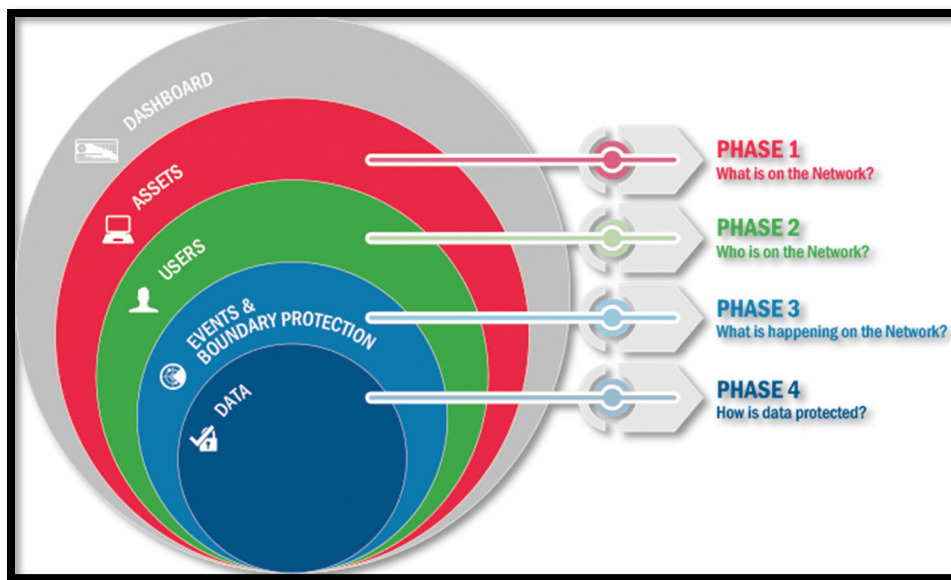 DASHBOARD
ASSETS
USERS
EVENTS &
BOUNDARY PROTECTION
DATA
PHASE 1
What is on the Network?
PHASE 2
Who is on the Network?
PHASE 3
What is happening on the Network?
PHASE 4
How is data protected?